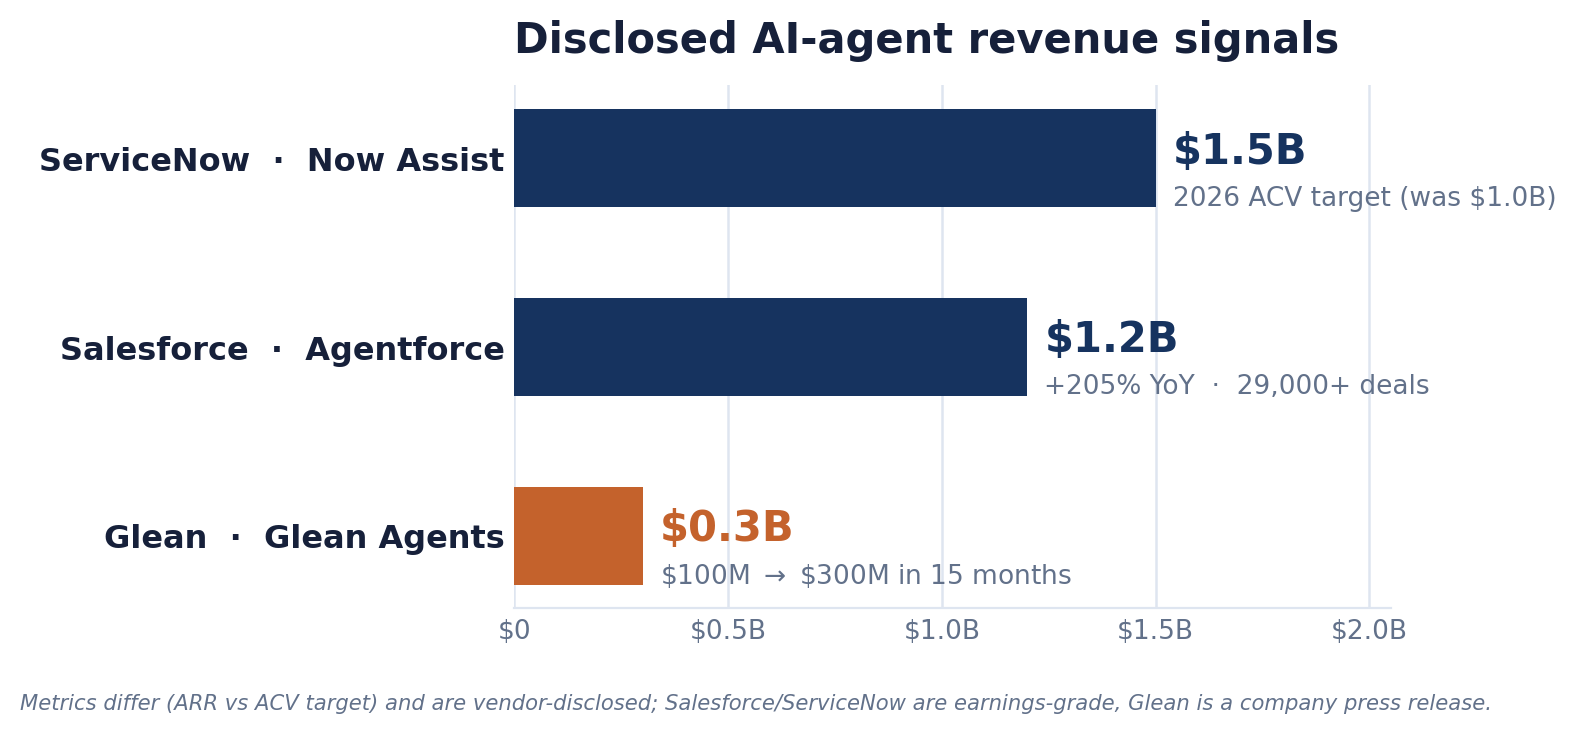 Disclosed AI-agent revenue signals
ServiceNow · Now Assist
$1.5B
2026 ACV target (was $1.0B)
Salesforce · Agentforce
$1.2B
+205% YoY · 29,000+ deals
Glean · Glean Agents
$0.3B
$100M → $300M in 15 months
$0 $0.5B $1.0B $1.5B $2.0B
Metrics differ (ARR vs ACV target) and are vendor-disclosed; Salesforce/ServiceNow are earnings-grade, Glean is a company press release.